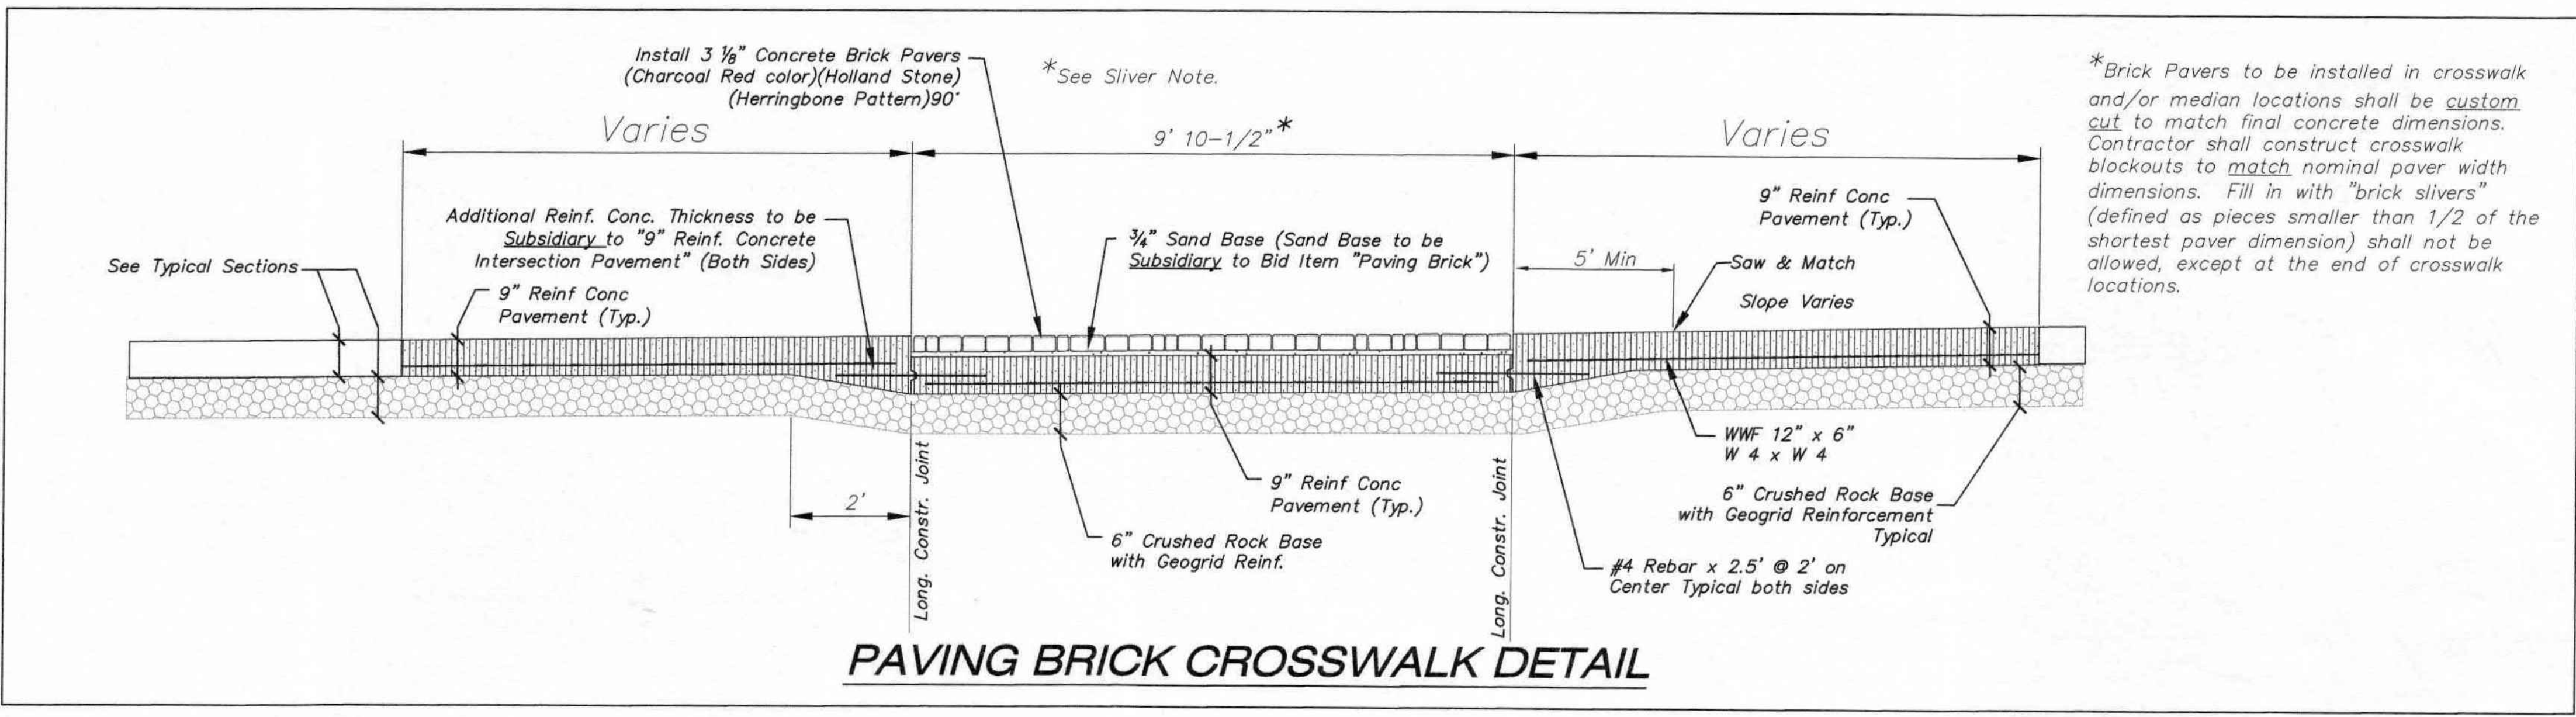 Install 3 ⅛" Concrete Brick Pavers
(Charcoal Red color)(Holland Stone)
(Herringbone Pattern)90°
*See Sliver Note.
Varies
9' 10-1/2"*
Varies
*Brick Pavers to be installed in crosswalk
and/or median locations shall be custom
cut to match final concrete dimensions.
Contractor shall construct crosswalk
blockouts to match nominal paver width
dimensions. Fill in with "brick slivers"
(defined as pieces smaller than 1/2 of the
shortest paver dimension) shall not be
allowed, except at the end of crosswalk
locations.
See Typical Sections
Additional Reinf. Conc. Thickness to be
Subsidiary to "9" Reinf. Concrete
Intersection Pavement" (Both Sides)
9" Reinf Conc
Pavement (Typ.)
¾" Sand Base (Sand Base to be
Subsidiary to Bid Item "Paving Brick")
9" Reinf Conc
Pavement (Typ.)
5' Min
Saw & Match
Slope Varies
2'
Long. Constr. Joint
9" Reinf Conc
Pavement (Typ.)
6" Crushed Rock Base
with Geogrid Reinf.
Long. Constr. Joint
WWF 12" x 6"
W 4 x W 4
6" Crushed Rock Base
with Geogrid Reinforcement
Typical
#4 Rebar x 2.5' @ 2' on
Center Typical both sides
PAVING BRICK CROSSWALK DETAIL